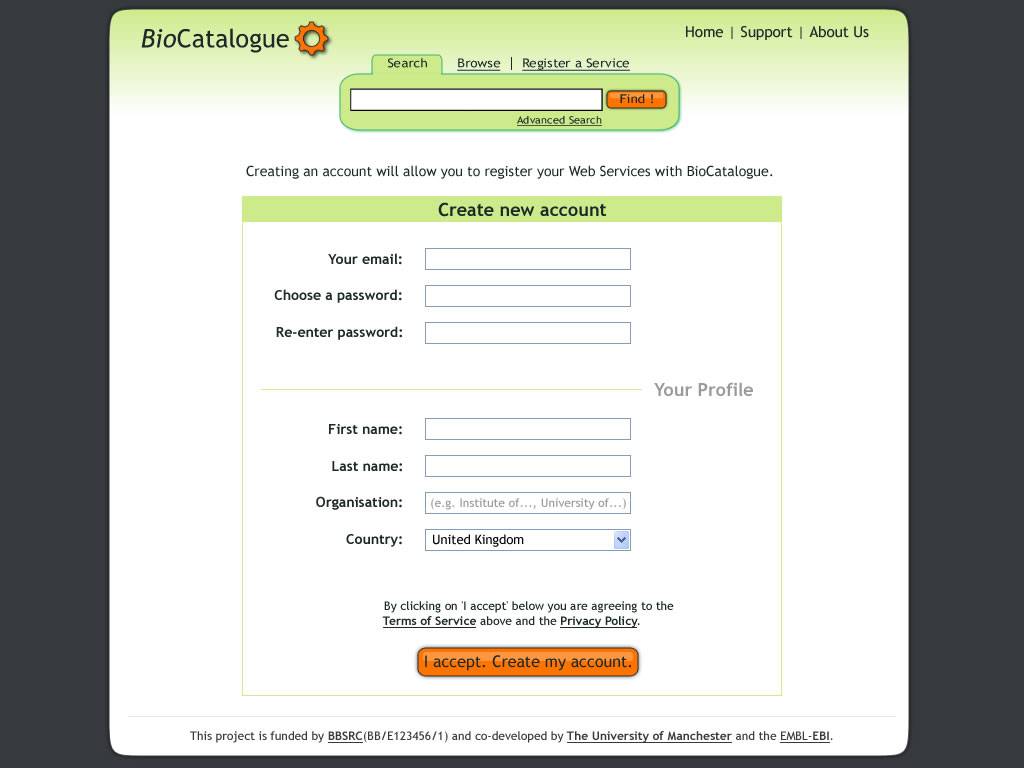 BioCatalogue
Home | Support | About Us
Search Browse | Register a Service
Find !
Advanced Search
Creating an account will allow you to register your Web Services with BioCatalogue.
Create new account
Your email:
Choose a password:
Re-enter password:
Your Profile
First name:
Last name:
Organisation: (e.g. Institute of..., University of...)
Country: United Kingdom
By clicking on 'I accept' below you are agreeing to the
Terms of Service above and the Privacy Policy.
I accept. Create my account.
This project is funded by BBSRC(BB/E123456/1) and co-developed by The University of Manchester and the EMBL-EBI.